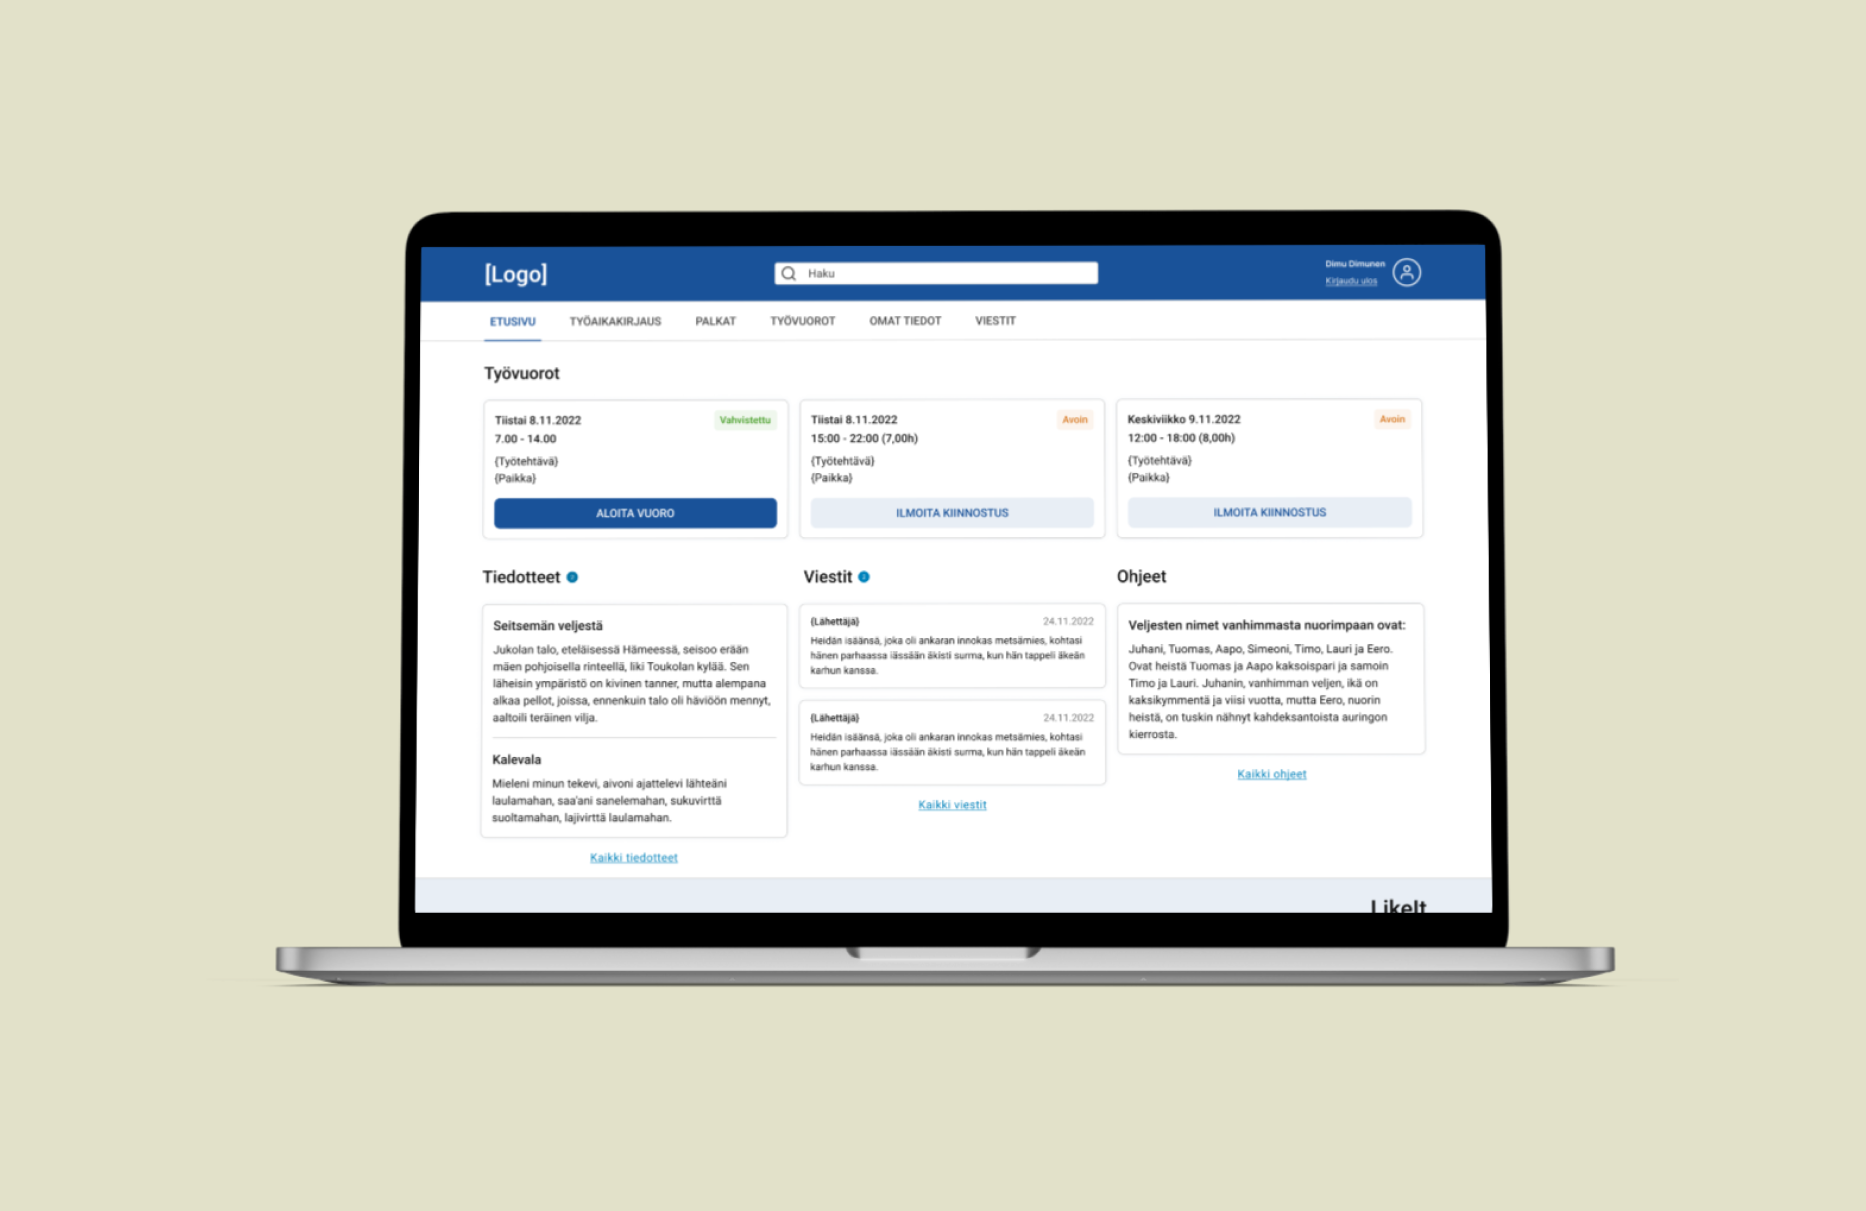 [Logo]
Haku
Dimu Dimunen
Kirjaudu ulos
ETUSIVU TYÖAIKAKIRJAUS PALKAT TYÖVUOROT OMAT TIEDOT VIESTIT
Työvuorot
Tiistai 8.11.2022 Vahvistettu
7.00 - 14.00
{Työtehtävä}
{Paikka}
ALOITA VUORO
Tiistai 8.11.2022 Avoin
15:00 - 22:00 (7,00h)
{Työtehtävä}
{Paikka}
ILMOITA KIINNOSTUS
Keskiviikko 9.11.2022 Avoin
12:00 - 18:00 (8,00h)
{Työtehtävä}
{Paikka}
ILMOITA KIINNOSTUS
Tiedotteet
Seitsemän veljestä
Jukolan talo, eteläisessä Hämeessä, seisoo erään
mäen pohjoisella rinteellä, liki Toukolan kylää. Sen
läheisin ympäristö on kivinen tanner, mutta alempana
alkaa pellot, joissa, ennenkuin talo oli häviöön mennyt,
aaltoili teräinen vilja.
Kalevala
Mieleni minun tekevi, aivoni ajattelevi lähteäni
laulamahan, saa'ani sanelemahan, sukuvirttä
suoltamahan, lajivirttä laulamahan.
Kaikki tiedotteet
Viestit
{Lähettäjä} 24.11.2022
Heidän isäänsä, joka oli ankaran innokas metsämies, kohtasi
hänen parhaassa iässään äkisti surma, kun hän tappeli äkeän
karhun kanssa.
{Lähettäjä} 24.11.2022
Heidän isäänsä, joka oli ankaran innokas metsämies, kohtasi
hänen parhaassa iässään äkisti surma, kun hän tappeli äkeän
karhun kanssa.
Kaikki viestit
Ohjeet
Veljesten nimet vanhimmasta nuorimpaan ovat:
Juhani, Tuomas, Aapo, Simeoni, Timo, Lauri ja Eero.
Ovat heistä Tuomas ja Aapo kaksoispari ja samoin
Timo ja Lauri. Juhanin, vanhimman veljen, ikä on
kaksikymmentä ja viisi vuotta, mutta Eero, nuorin
heistä, on tuskin nähnyt kahdeksantoista auringon
kierrosta.
Kaikki ohjeet
LikeIt